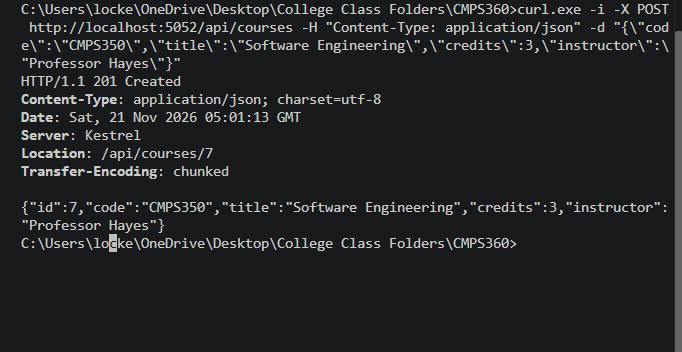 C:\Users\locke\OneDrive\Desktop\College Class Folders\CMPS360>curl.exe -i -X POST
 http://localhost:5052/api/courses -H "Content-Type: application/json" -d "{\"cod
e\":\"CMPS350\",\"title\":\"Software Engineering\",\"credits\":3,\"instructor\":\
"Professor Hayes\"}"
HTTP/1.1 201 Created
Content-Type: application/json; charset=utf-8
Date: Sat, 21 Nov 2026 05:01:13 GMT
Server: Kestrel
Location: /api/courses/7
Transfer-Encoding: chunked

{"id":7,"code":"CMPS350","title":"Software Engineering","credits":3,"instructor":
"Professor Hayes"}
C:\Users\locke\OneDrive\Desktop\College Class Folders\CMPS360>